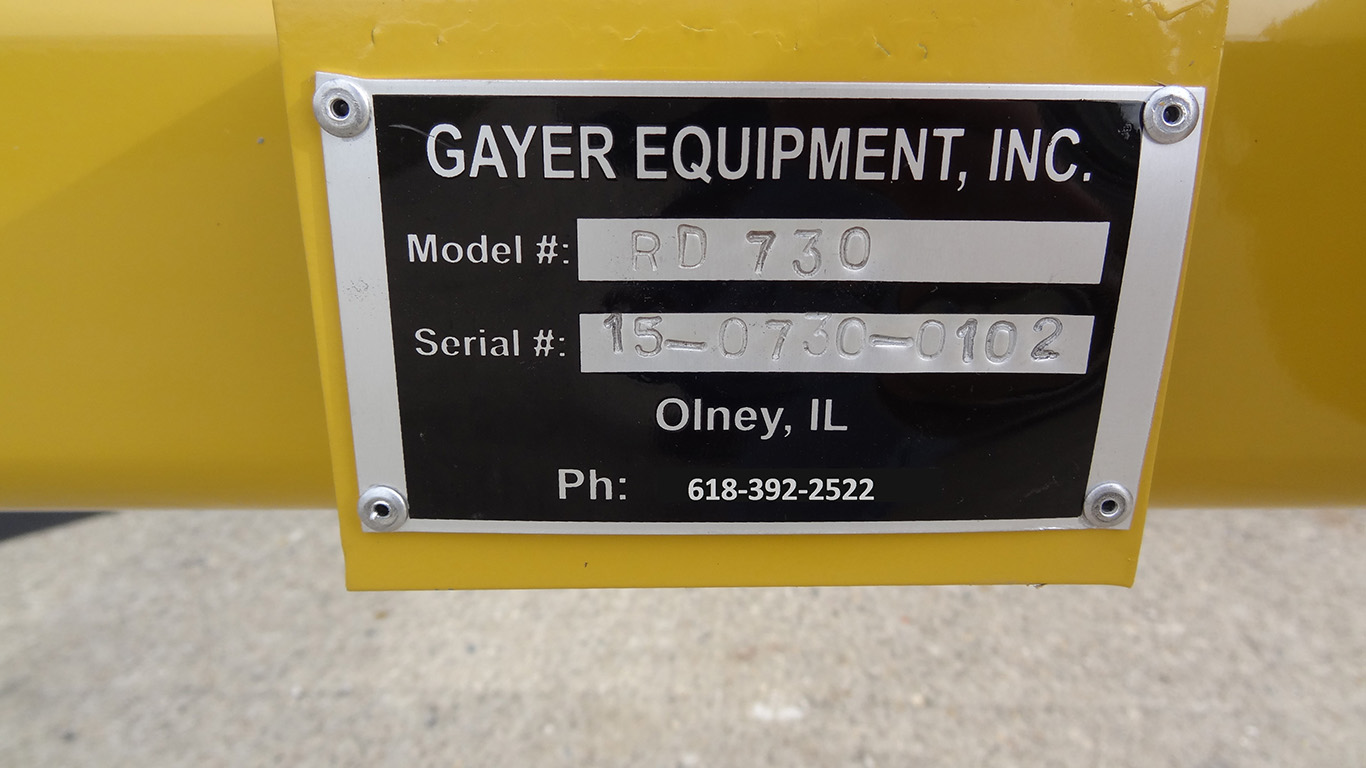 GAYER EQUIPMENT, INC.
Model #: RD 730
Serial #: 15-0730-0102
Olney, IL
Ph: 618-392-2522